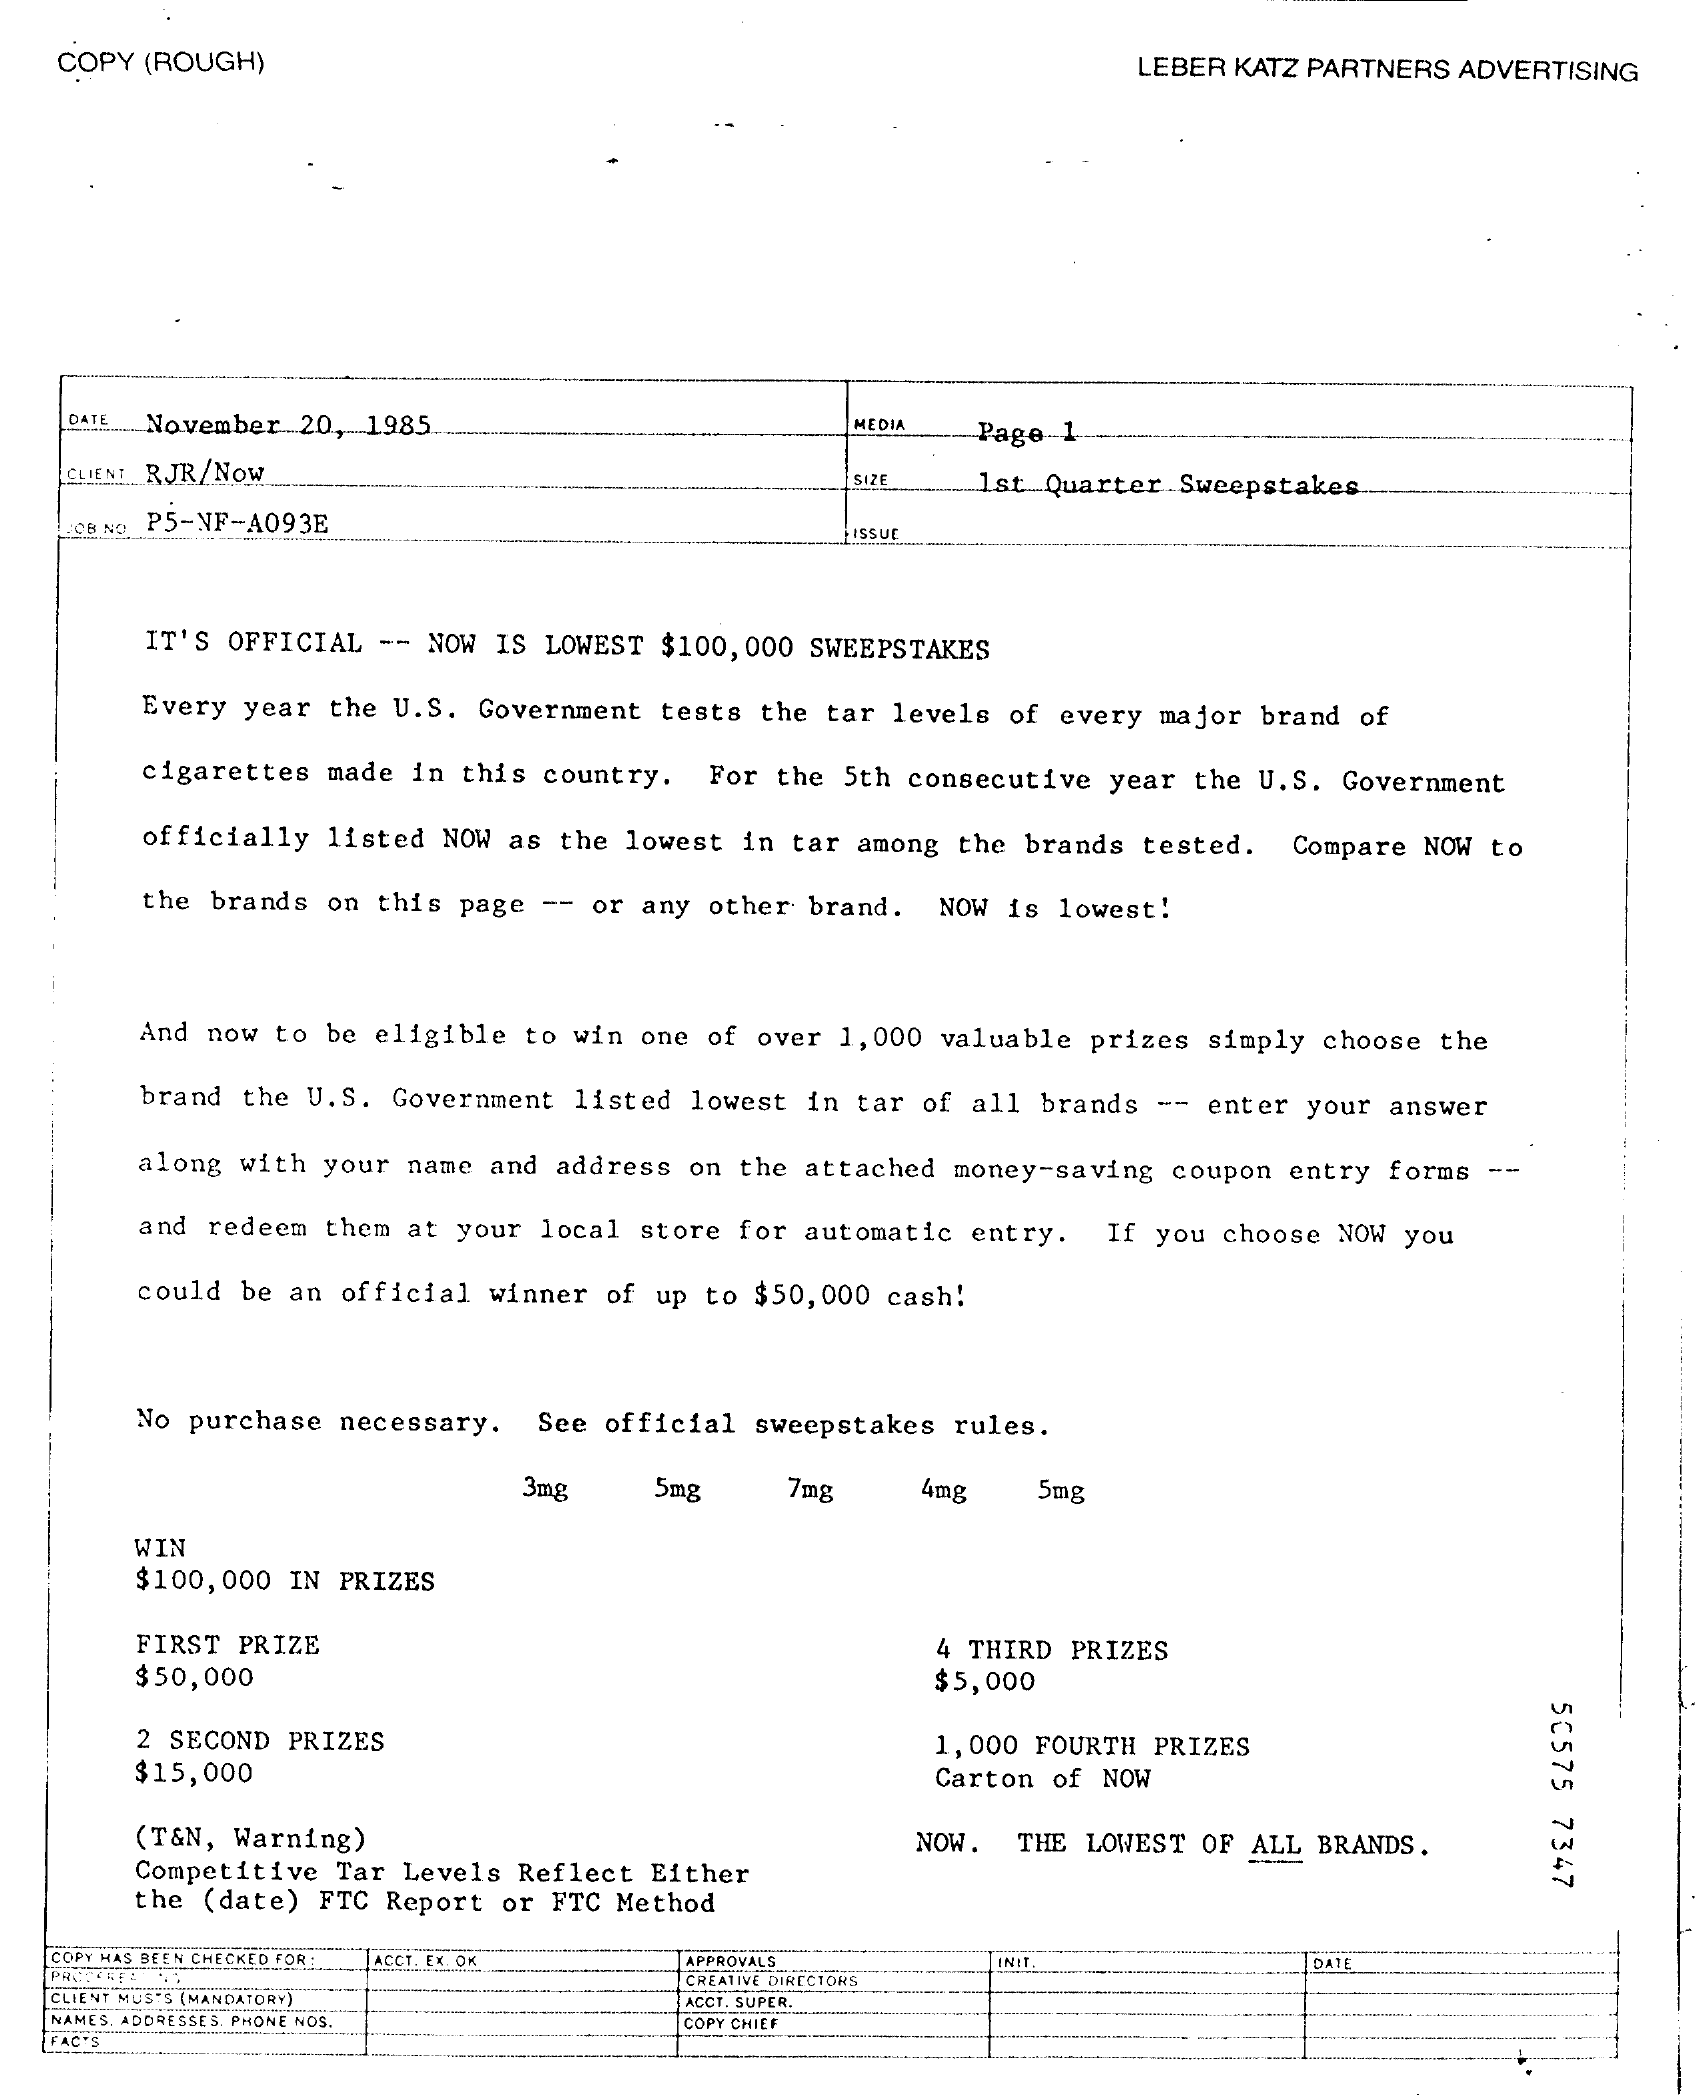 COPY (ROUGH)
LEBER KATZ PARTNERS ADVERTISING
DATE November 20, 1985
MEDIA Page 1
CLIENT RJR/Now
SIZE 1st Quarter Sweepstakes
JOB NO. P5-NF-A093E
ISSUE
IT'S OFFICIAL -- NOW IS LOWEST $100,000 SWEEPSTAKES
Every year the U.S. Government tests the tar levels of every major brand of
cigarettes made in this country. For the 5th consecutive year the U.S. Government
officially listed NOW as the lowest in tar among the brands tested. Compare NOW to
the brands on this page -- or any other brand. NOW is lowest!
And now to be eligible to win one of over 1,000 valuable prizes simply choose the
brand the U.S. Government listed lowest in tar of all brands -- enter your answer
along with your name and address on the attached money-saving coupon entry forms --
and redeem them at your local store for automatic entry. If you choose NOW you
could be an official winner of up to $50,000 cash!
No purchase necessary. See official sweepstakes rules.
3mg 5mg 7mg 4mg 5mg
WIN
$100,000 IN PRIZES
FIRST PRIZE
$50,000
4 THIRD PRIZES
$5,000
2 SECOND PRIZES
$15,000
1,000 FOURTH PRIZES
Carton of NOW
(T&N, Warning)
Competitive Tar Levels Reflect Either
the (date) FTC Report or FTC Method
NOW. THE LOWEST OF ALL BRANDS.
50575 7347
COPY HAS BEEN CHECKED FOR: ACCT. EX. OK APPROVALS INIT. DATE
CREATIVE DIRECTORS
CLIENT MUSTS (MANDATORY) ACCT. SUPER.
NAMES, ADDRESSES, PHONE NOS. COPY CHIEF
FACTS